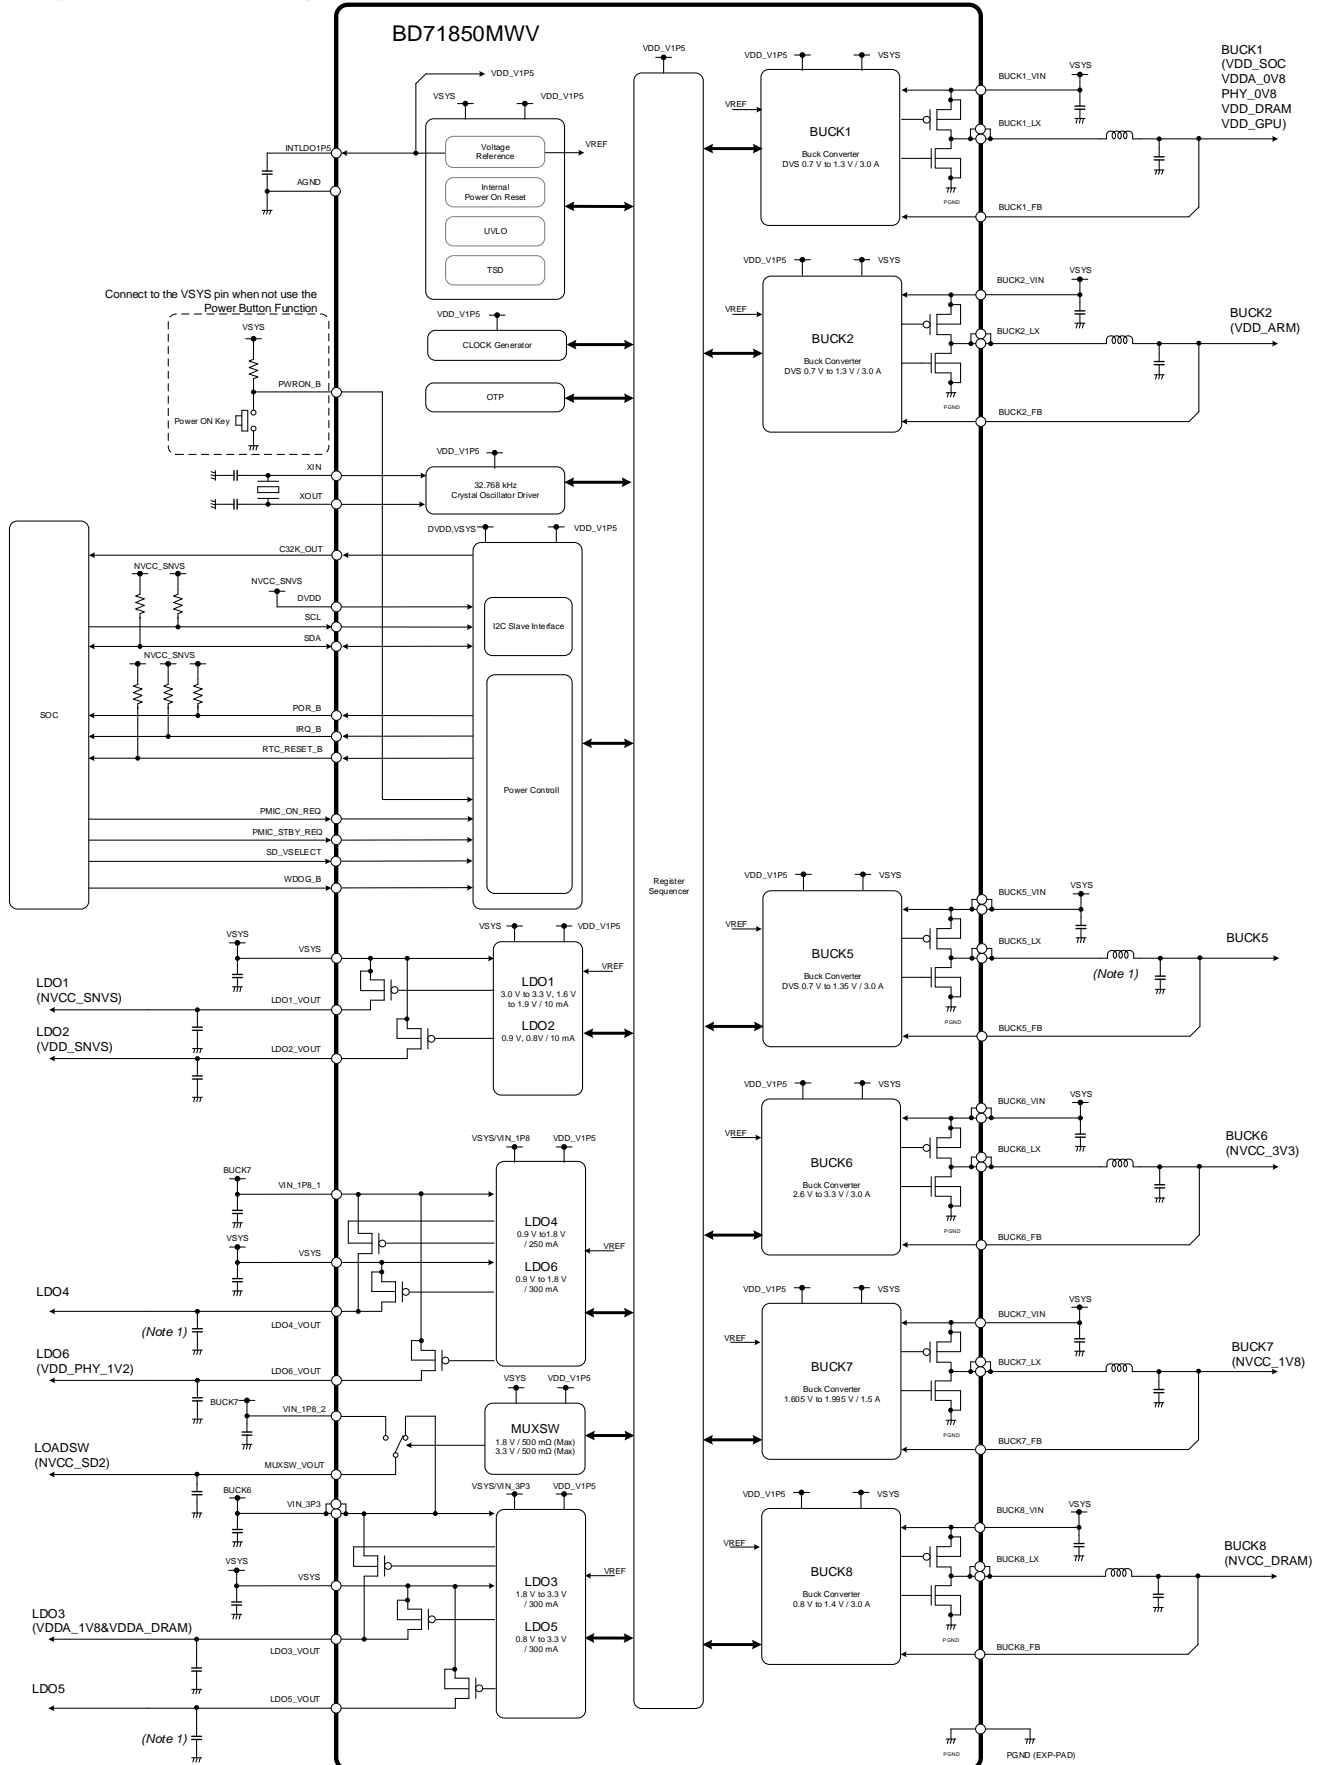 BD71850MWV
VDD_V1P5
VSYS
VDD_V1P5
Voltage
Reference
VREF
INTLDO1P5
AGND
Internal
Power On Reset
UVLO
TSD
Connect to the VSYS pin when not use the
Power Button Function
VSYS
PWRON_B
Power ON Key
VDD_V1P5
CLOCK Generator
OTP
XIN
XOUT
VDD_V1P5
32.768 kHz
Crystal Oscillator Driver
SOC
DVDD,VSYS
VDD_V1P5
C32K_OUT
NVCC_SNVS
NVCC_SNVS
DVDD
SCL
SDA
I2C Slave Interface
NVCC_SNVS
POR_B
IRQ_B
RTC_RESET_B
Power Controll
PMIC_ON_REQ
PMIC_STBY_REQ
SD_VSELECT
WDOG_B
VSYS
VSYS
VSYS
VDD_V1P5
VREF
LDO1
3.0 V to 3.3 V, 1.6 V
to 1.9 V / 10 mA
LDO2
0.9 V, 0.8V / 10 mA
LDO1
(NVCC_SNVS)
LDO1_VOUT
LDO2
(VDD_SNVS)
LDO2_VOUT
VSYS/VIN_1P8
VDD_V1P5
BUCK7
VIN_1P8_1
VSYS
VSYS
LDO4
0.9 V to1.8 V
/ 250 mA
LDO6
0.9 V to 1.8 V
/ 300 mA
VREF
LDO4
(Note 1)
LDO4_VOUT
LDO6
(VDD_PHY_1V2)
LDO6_VOUT
BUCK7
VIN_1P8_2
VSYS
VDD_V1P5
MUXSW
1.8 V / 500 mΩ (Max)
3.3 V / 500 mΩ (Max)
LOADSW
(NVCC_SD2)
MUXSW_VOUT
BUCK6
VIN_3P3
VSYS
VSYS
VSYS/VIN_3P3
VDD_V1P5
VREF
LDO3
1.8 V to 3.3 V
/ 300 mA
LDO5
0.8 V to 3.3 V
/ 300 mA
LDO3
(VDDA_1V8&VDDA_DRAM)
LDO3_VOUT
LDO5
LDO5_VOUT
(Note 1)
VDD_V1P5
Register
Sequencer
VDD_V1P5
VSYS
VREF
BUCK1
Buck Converter
DVS 0.7 V to 1.3 V / 3.0 A
BUCK1_VIN
VSYS
BUCK1_LX
PGND
BUCK1_FB
BUCK1
(VDD_SOC
VDDA_0V8
PHY_0V8
VDD_DRAM
VDD_GPU)
VDD_V1P5
VSYS
VREF
BUCK2
Buck Converter
DVS 0.7 V to 1.3 V / 3.0 A
BUCK2_VIN
VSYS
BUCK2_LX
PGND
BUCK2_FB
BUCK2
(VDD_ARM)
VDD_V1P5
VSYS
VREF
BUCK5
Buck Converter
DVS 0.7 V to 1.35 V / 3.0 A
BUCK5_VIN
VSYS
BUCK5_LX
(Note 1)
PGND
BUCK5_FB
BUCK5
VDD_V1P5
VSYS
VREF
BUCK6
Buck Converter
2.6 V to 3.3 V / 3.0 A
BUCK6_VIN
VSYS
BUCK6_LX
PGND
BUCK6_FB
BUCK6
(NVCC_3V3)
VDD_V1P5
VSYS
VREF
BUCK7
Buck Converter
1.605 V to 1.995 V / 1.5 A
BUCK7_VIN
VSYS
BUCK7_LX
PGND
BUCK7_FB
BUCK7
(NVCC_1V8)
VDD_V1P5
VSYS
VREF
BUCK8
Buck Converter
0.8 V to 1.4 V / 3.0 A
BUCK8_VIN
VSYS
BUCK8_LX
PGND
BUCK8_FB
BUCK8
(NVCC_DRAM)
PGND
PGND (EXP-PAD)